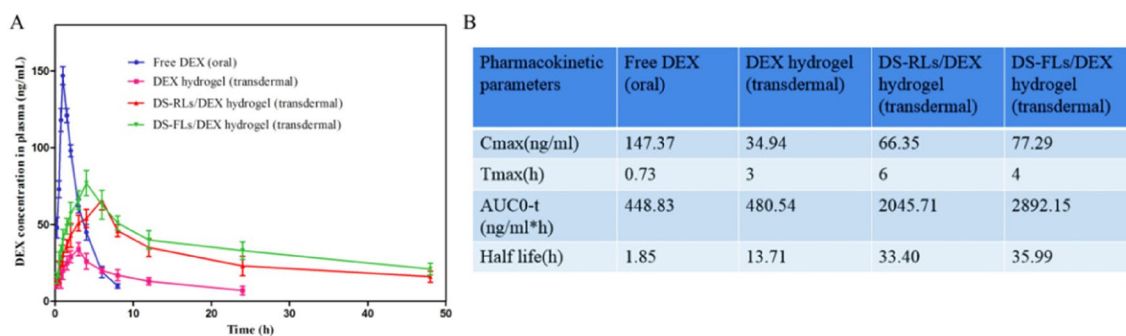 A
DEX concentration in plasma (ng/mL)
150
100
50
0
0 10 20 30 40 50
Time (h)
Free DEX (oral)
DEX hydrogel (transdermal)
DS-RLs/DEX hydrogel (transdermal)
DS-FLs/DEX hydrogel (transdermal)
B
Pharmacokinetic parameters Free DEX (oral) DEX hydrogel (transdermal) DS-RLs/DEX hydrogel (transdermal) DS-FLs/DEX hydrogel (transdermal)
Cmax(ng/ml) 147.37 34.94 66.35 77.29
Tmax(h) 0.73 3 6 4
AUC0-t (ng/ml*h) 448.83 480.54 2045.71 2892.15
Half life(h) 1.85 13.71 33.40 35.99